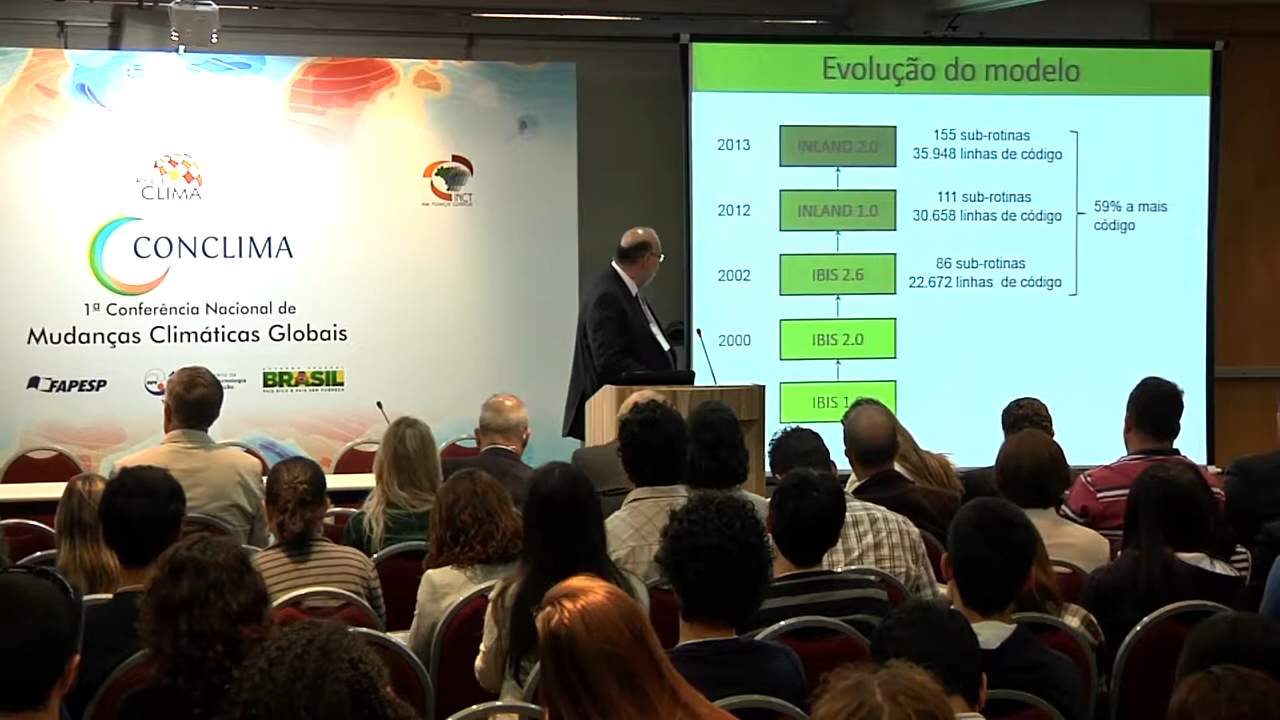 CLIMA
INCT
CONCLIMA
1ª Conferência Nacional de
Mudanças Climáticas Globais
FAPESP
BRASIL
Evolução do modelo
2013
INLAND 2.0
155 sub-rotinas
35.948 linhas de código
2012
INLAND 1.0
111 sub-rotinas
30.658 linhas de código
59% a mais
código
2002
IBIS 2.6
86 sub-rotinas
22.672 linhas de código
2000
IBIS 2.0
IBIS